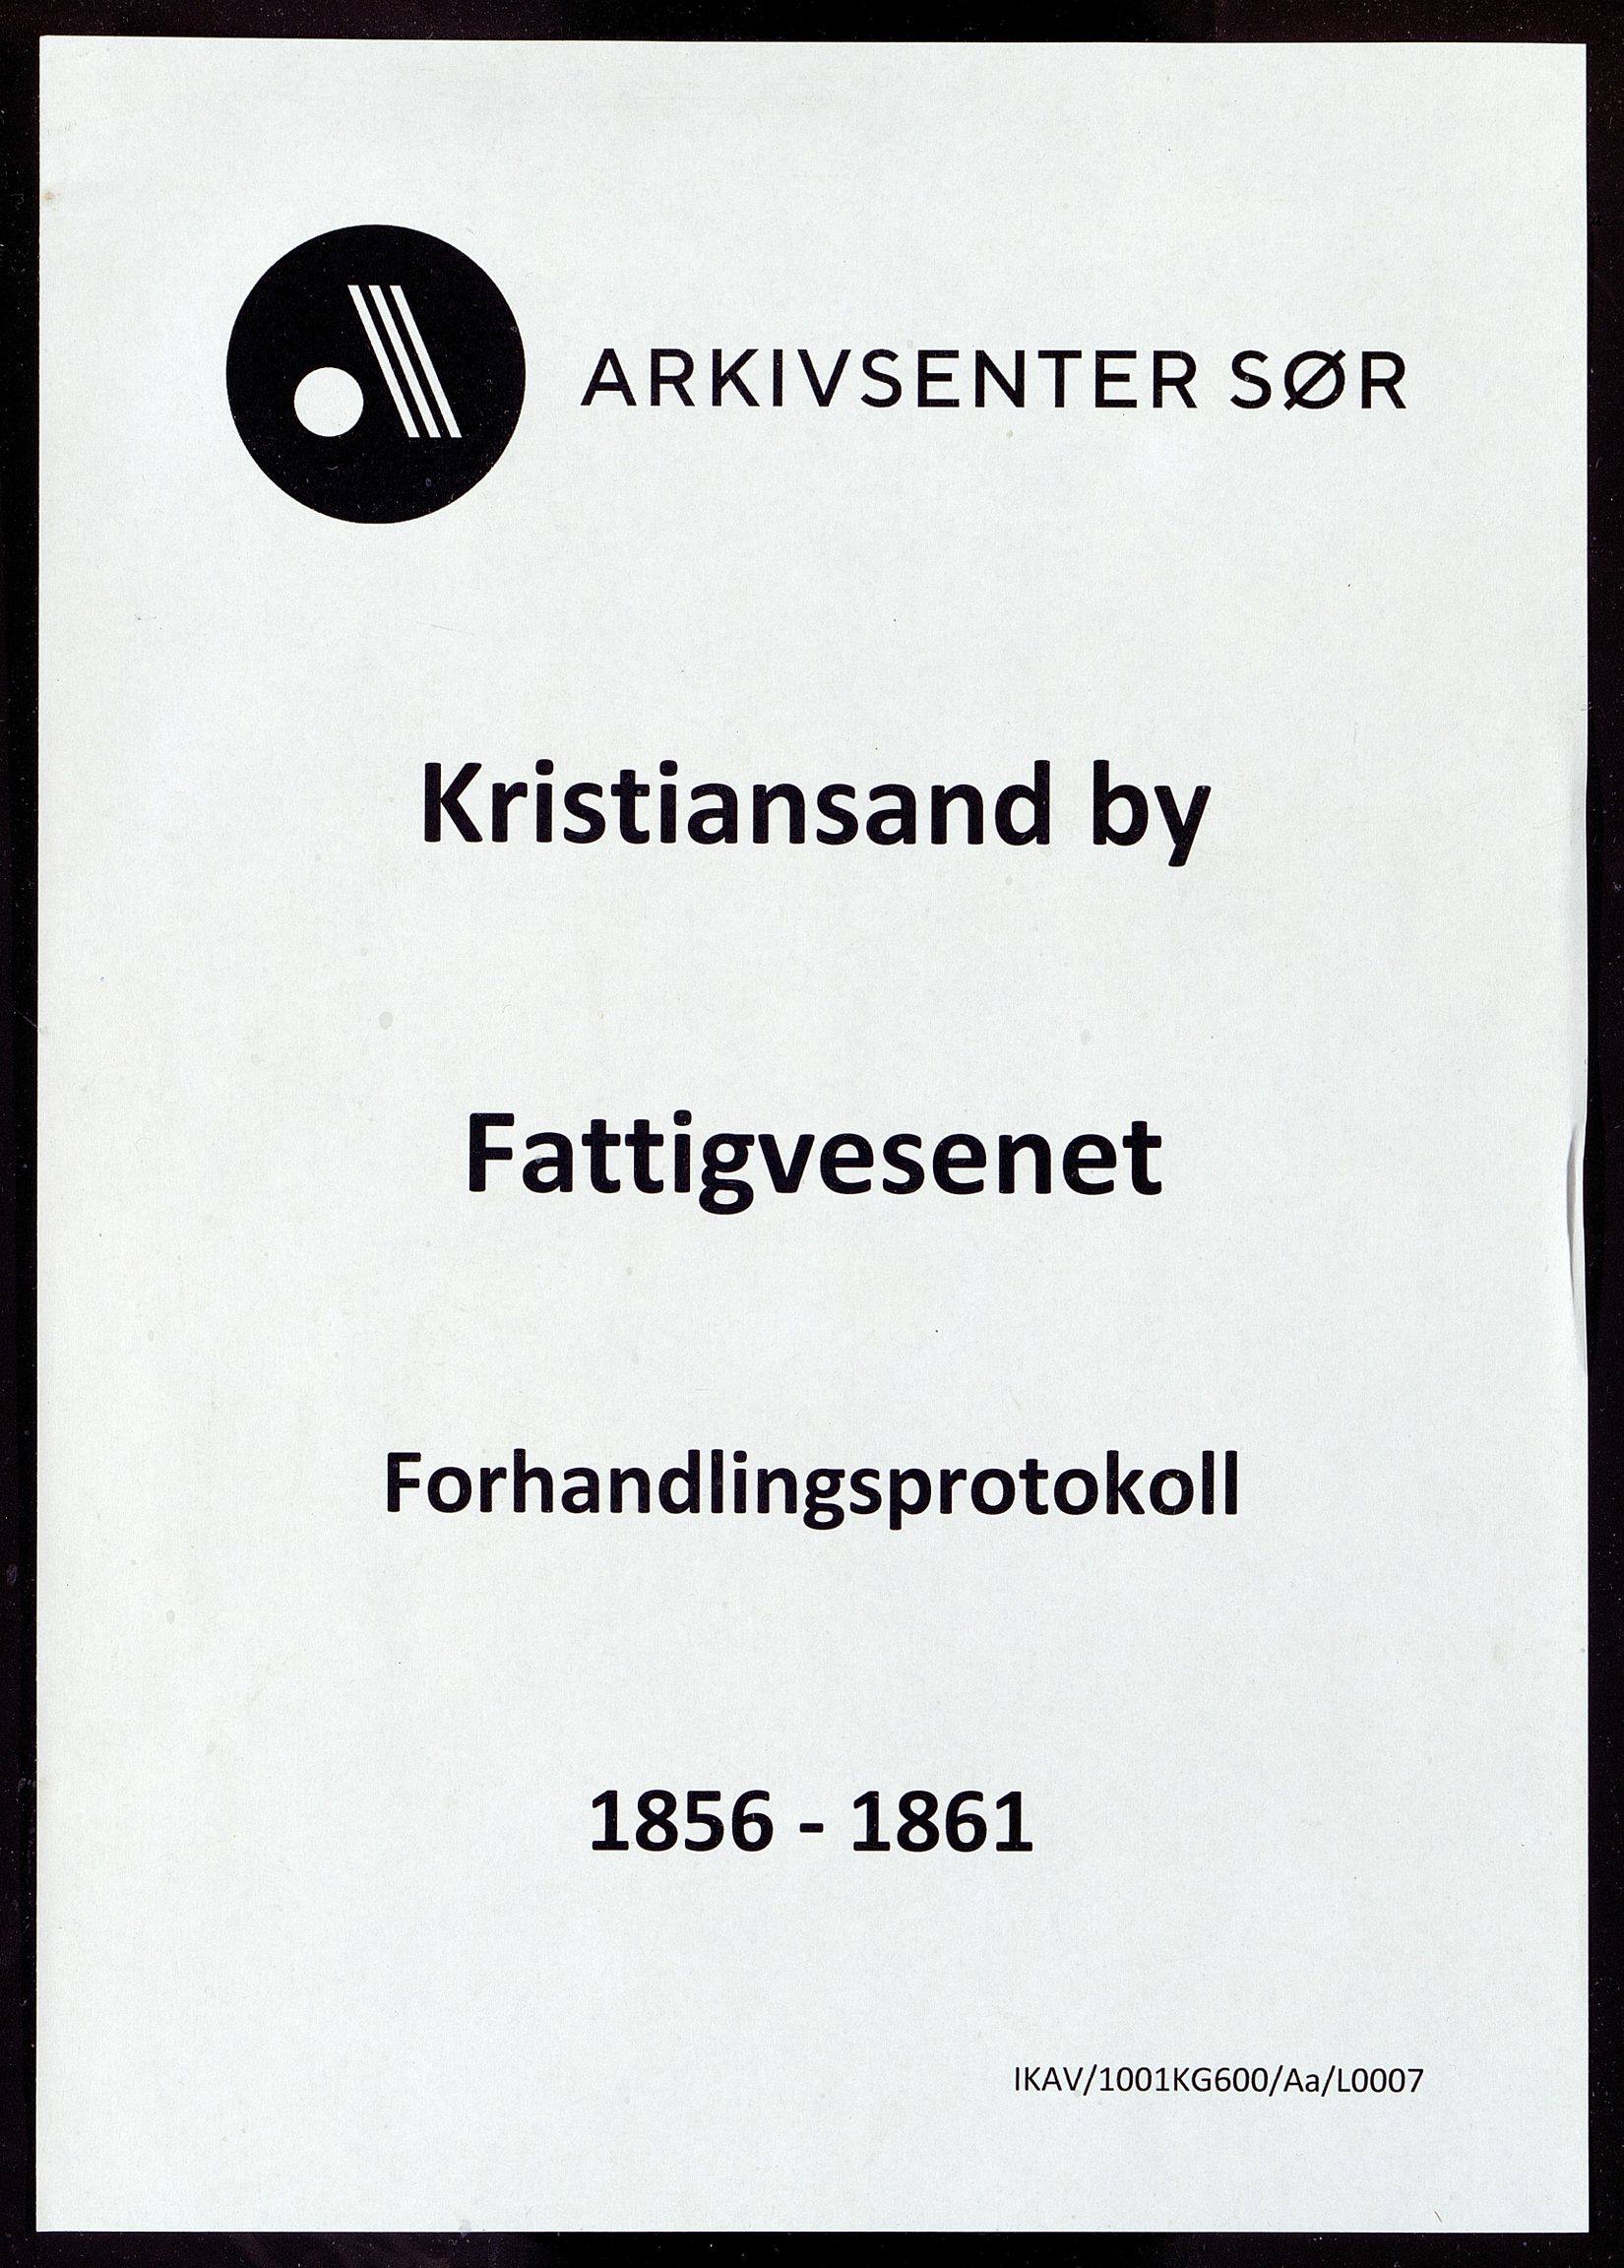 ARKIVSENTER SØR
Kristiansand by
Fattigvesenet
Forhandlingsprotokoll
1856 - 1861
IKAV/1001KG600/Aa/L0007